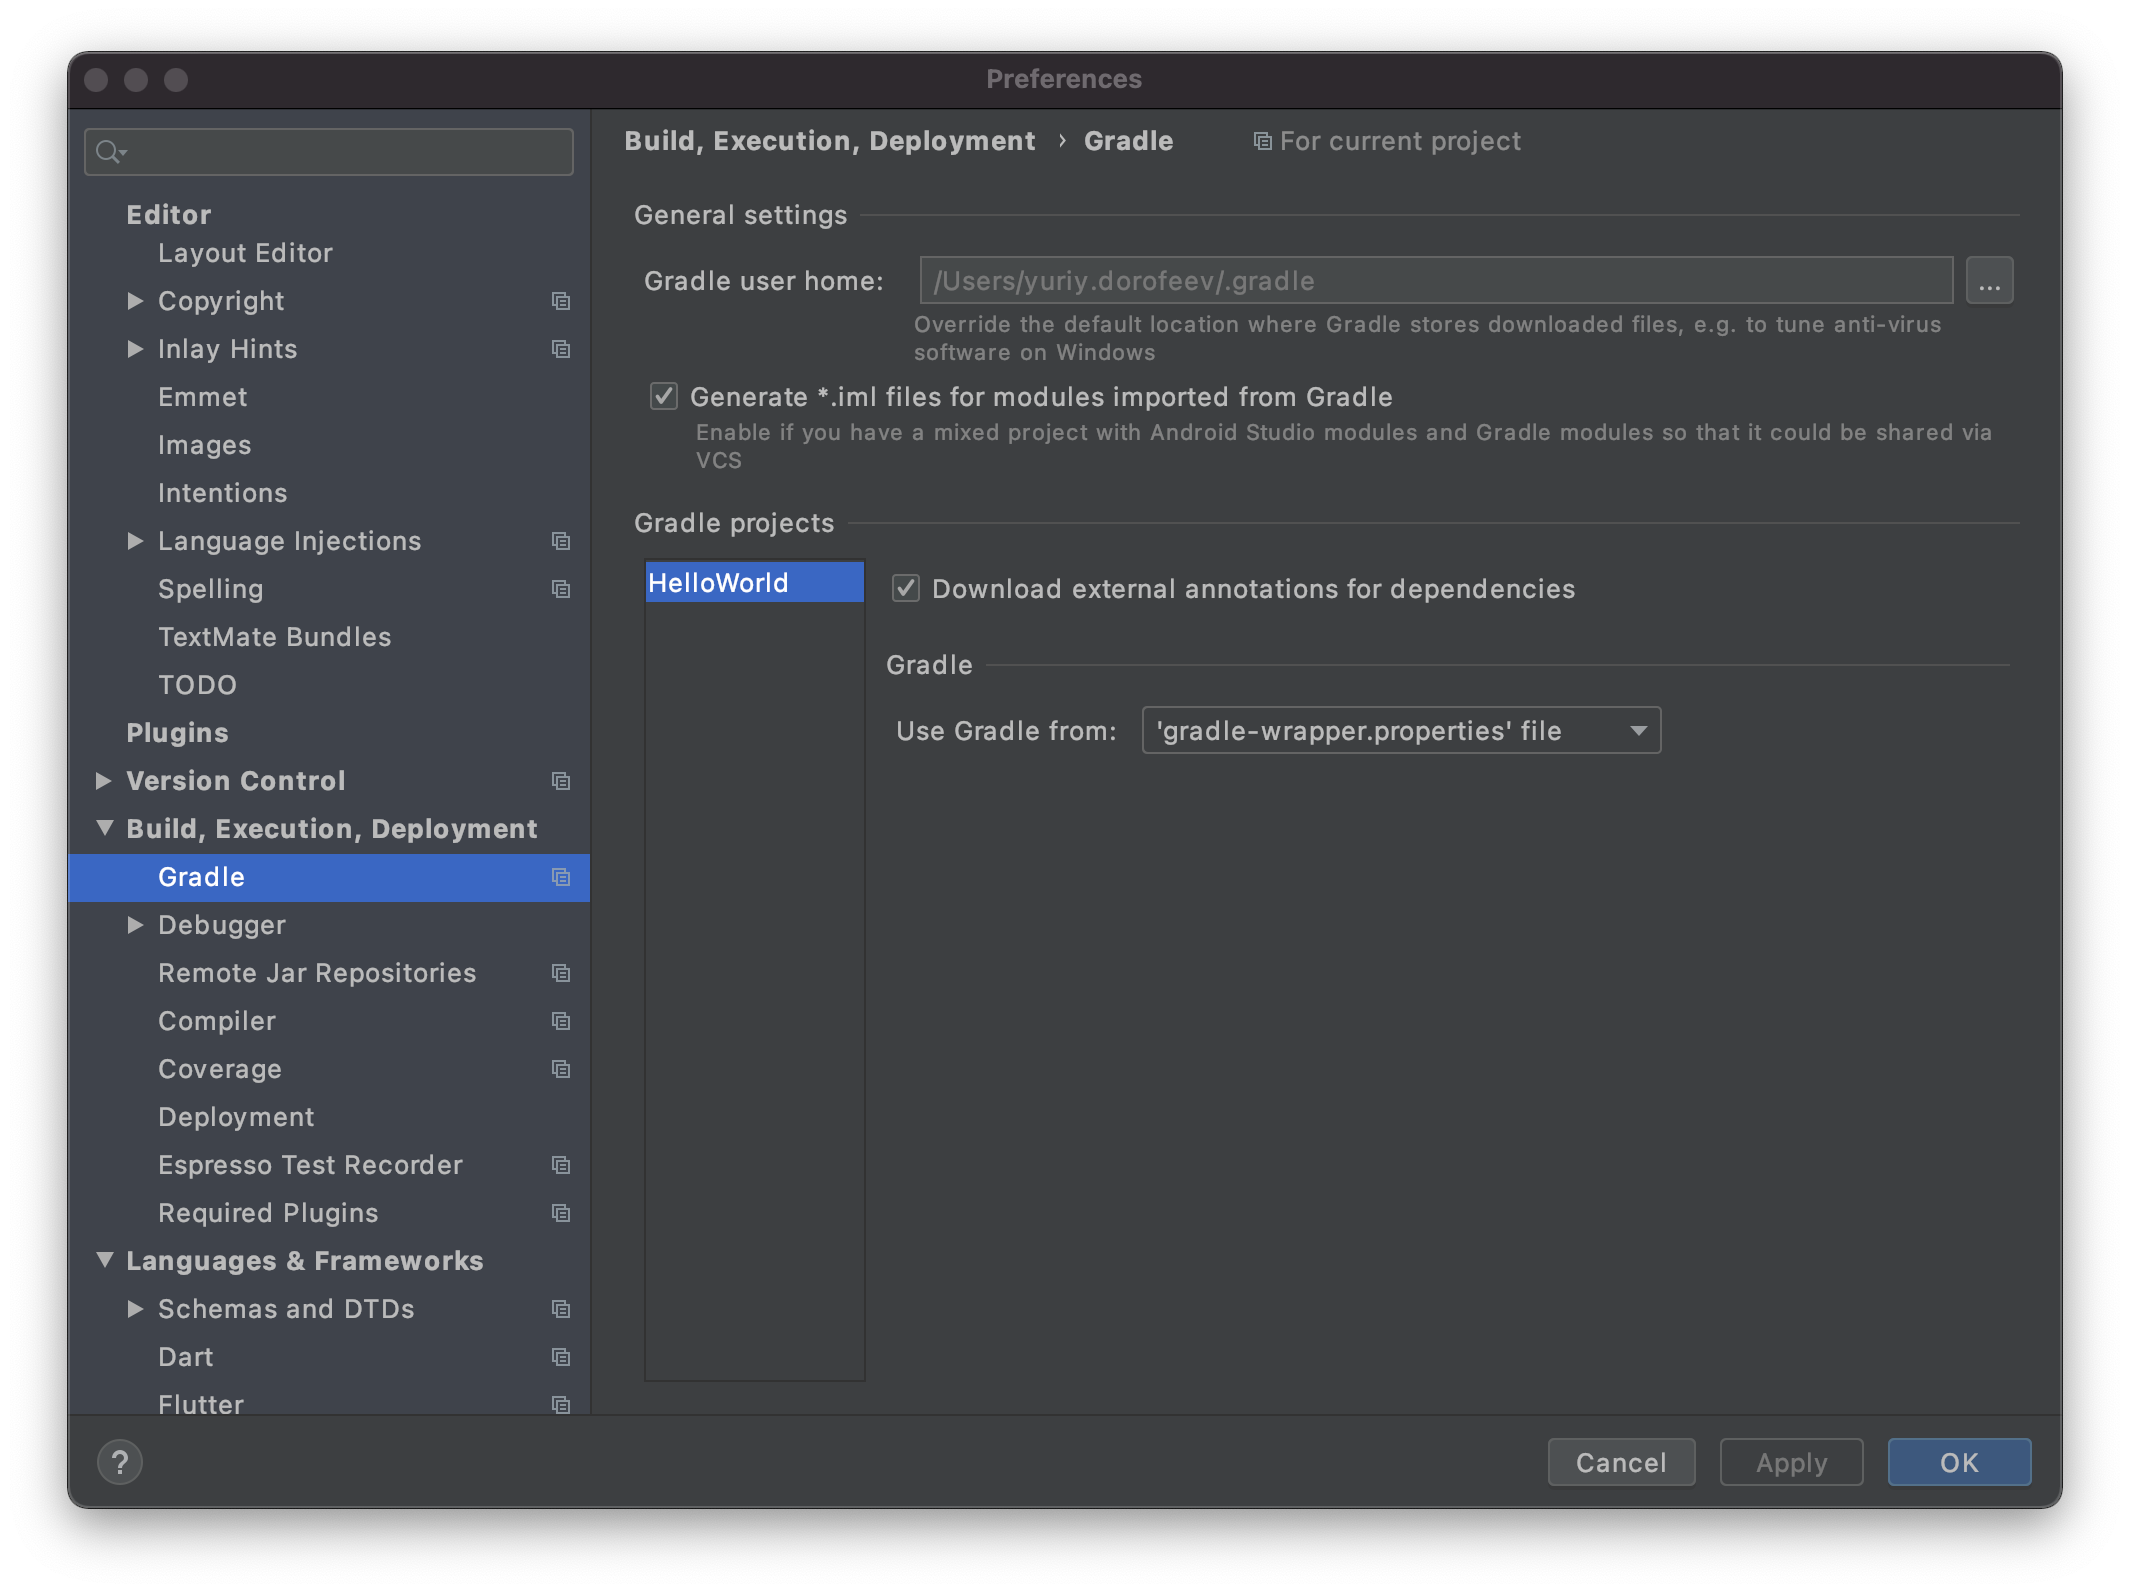 Preferences
Editor
Layout Editor
Copyright
Inlay Hints
Emmet
Images
Intentions
Language Injections
Spelling
TextMate Bundles
TODO
Plugins
Version Control
Build, Execution, Deployment
Gradle
Debugger
Remote Jar Repositories
Compiler
Coverage
Deployment
Espresso Test Recorder
Required Plugins
Languages & Frameworks
Schemas and DTDs
Dart
Flutter
Build, Execution, Deployment › Gradle For current project
General settings
Gradle user home: /Users/yuriy.dorofeev/.gradle ...
Override the default location where Gradle stores downloaded files, e.g. to tune anti-virus
software on Windows
Generate *.iml files for modules imported from Gradle
Enable if you have a mixed project with Android Studio modules and Gradle modules so that it could be shared via
VCS
Gradle projects
HelloWorld
Download external annotations for dependencies
Gradle
Use Gradle from: 'gradle-wrapper.properties' file
? Cancel Apply OK